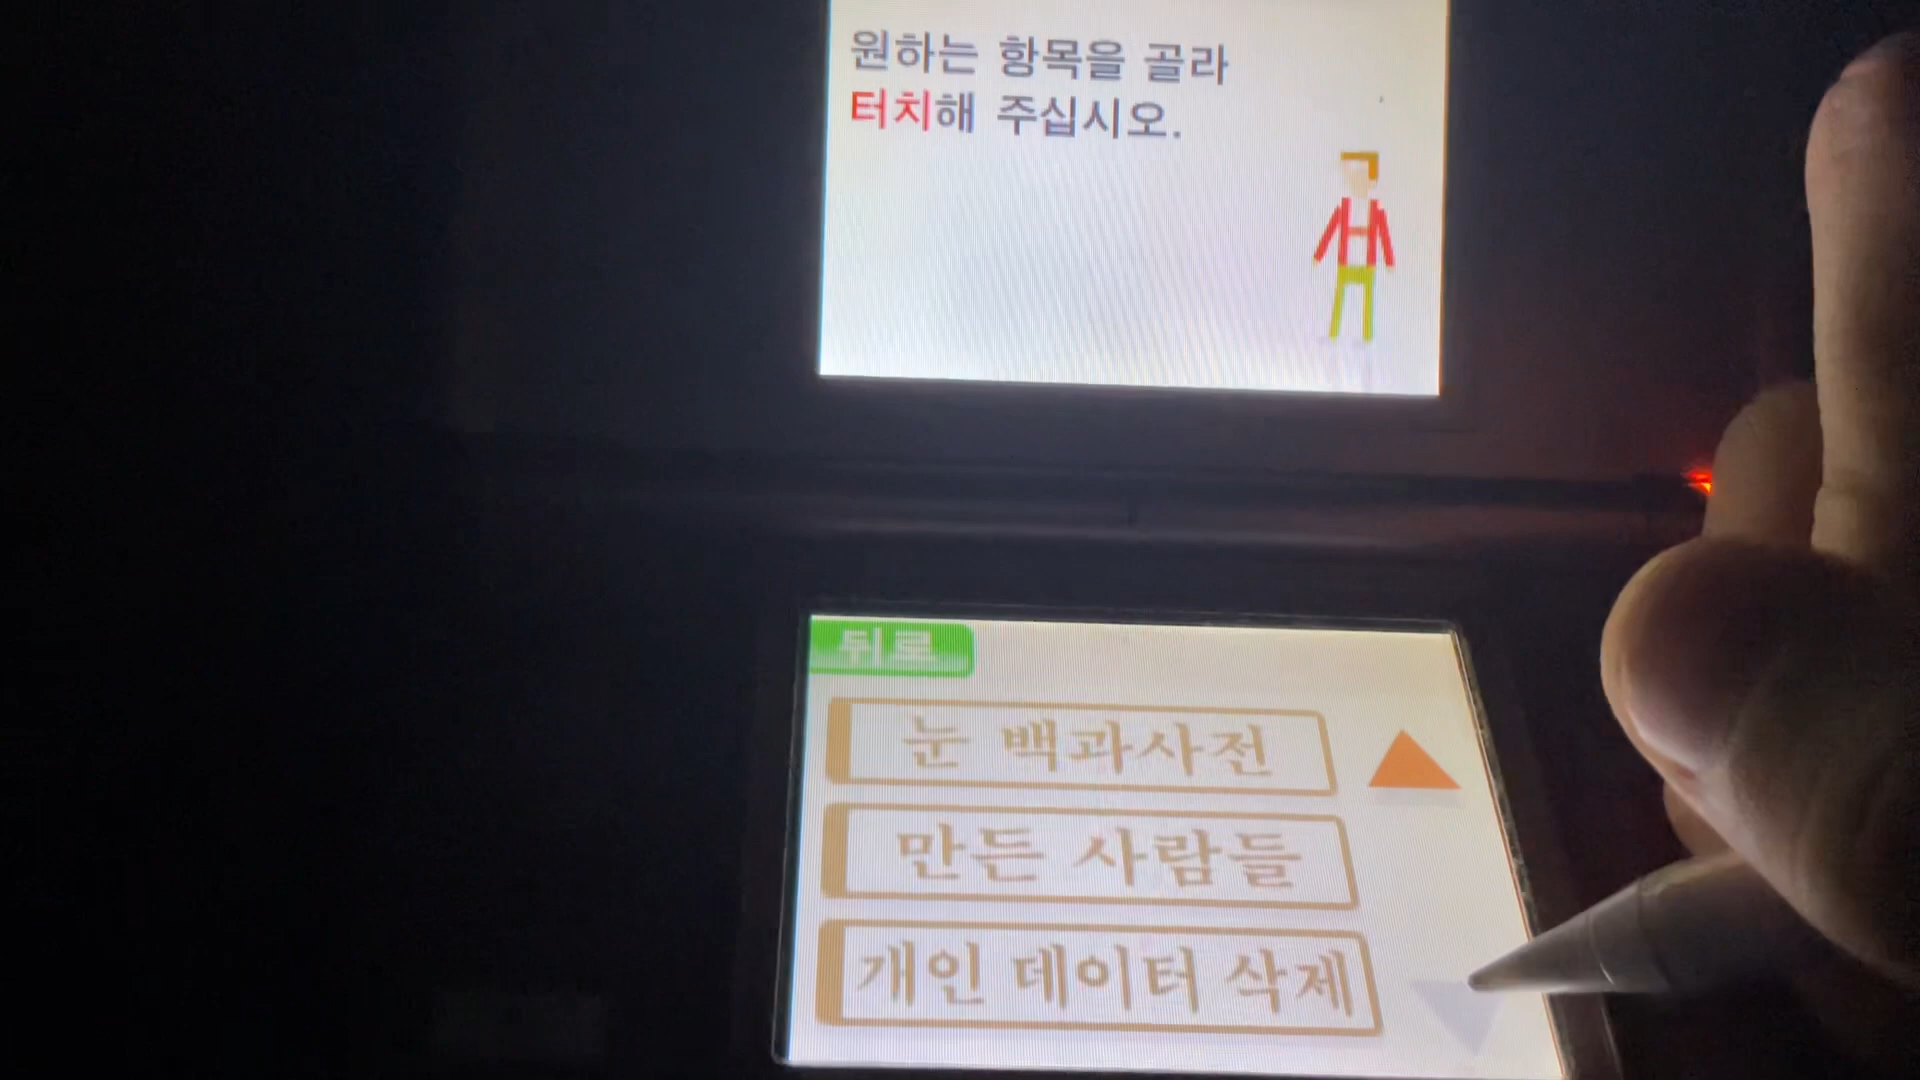 원하는 항목을 골라
터치해 주십시오.
뒤로
눈 백과사전
만든 사람들
개인 데이터 삭제